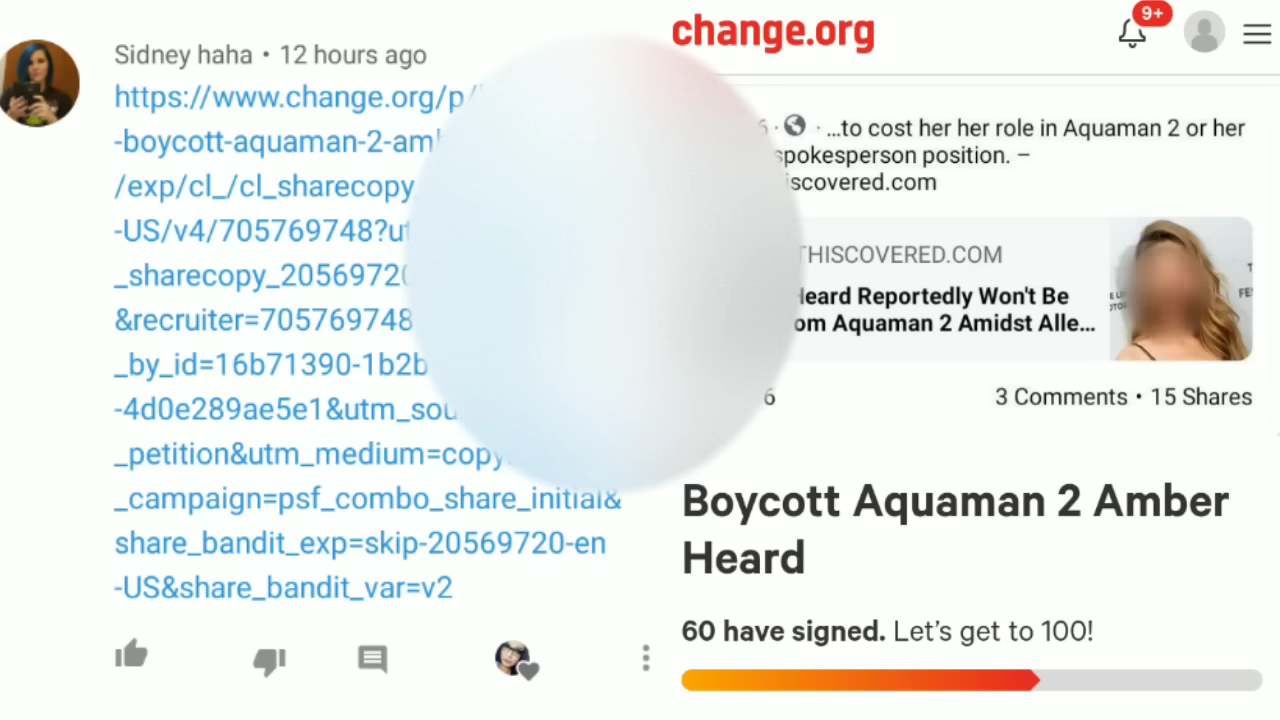 Sidney haha • 12 hours ago
https://www.change.org/p/
-boycott-aquaman-2-am
/exp/cl_/cl_sharecopy
-US/v4/705769748?ut
_sharecopy_20569720
&recruiter=705769748
_by_id=16b71390-1b2b
-4d0e289ae5e1&utm_sou
_petition&utm_medium=copy
_campaign=psf_combo_share_initial&
share_bandit_exp=skip-20569720-en
-US&share_bandit_var=v2
change.org
9+
6 · · ...to cost her her role in Aquaman 2 or her
spokesperson position. –
iscovered.com
THISCOVERED.COM
Heard Reportedly Won't Be
om Aquaman 2 Amidst Alle...
6
3 Comments • 15 Shares
Boycott Aquaman 2 Amber
Heard
60 have signed. Let's get to 100!